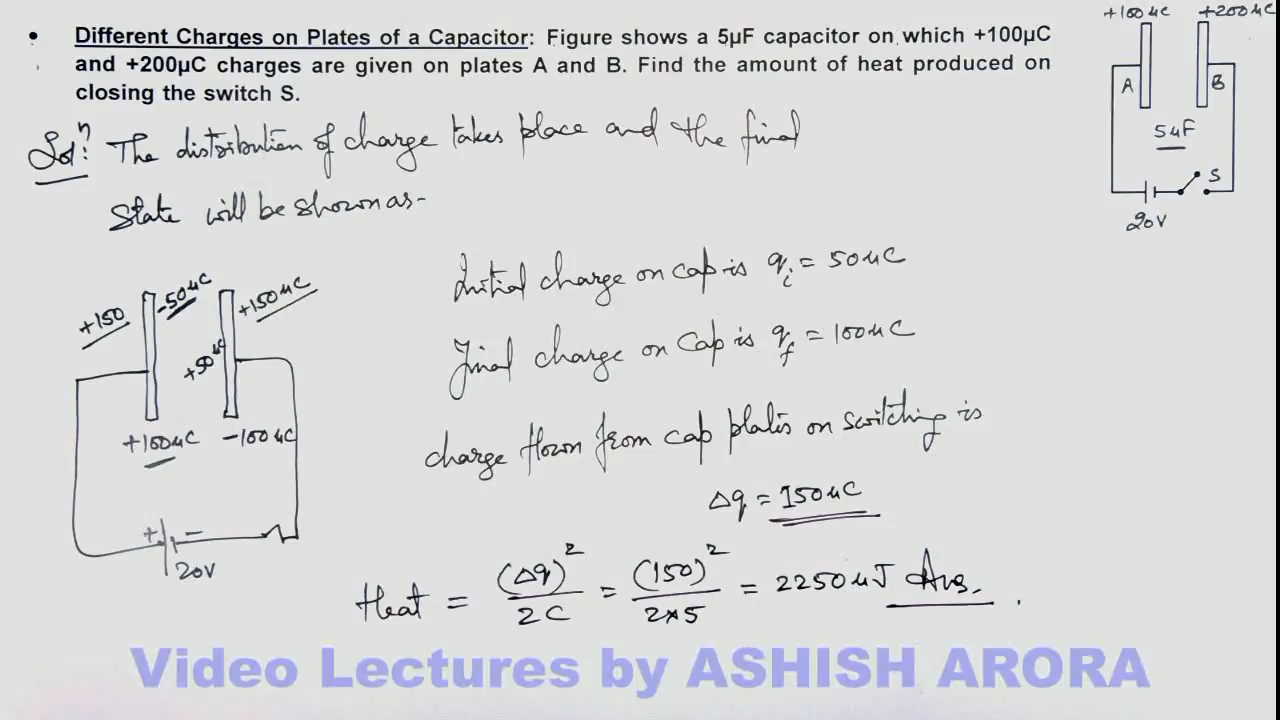 • Different Charges on Plates of a Capacitor: Figure shows a 5µF capacitor on which +100µC
and +200µC charges are given on plates A and B. Find the amount of heat produced on
closing the switch S.
+100µC +200µC
A B
5µF
S
20V
Solⁿ: The distribution of charge takes place and the final
State will be shown as-
+150 -50µC +150µC
+50µC
+100µC -100µC
+ -
20V
Initial charge on cap is qi = 50µC
Final charge on Cap is qf = 100µC
charge flown from cap plates on switching is
Δq = 150µC
Heat = (Δq)²/2C = (150)²/2×5 = 2250µJ Ans.
Video Lectures by ASHISH ARORA